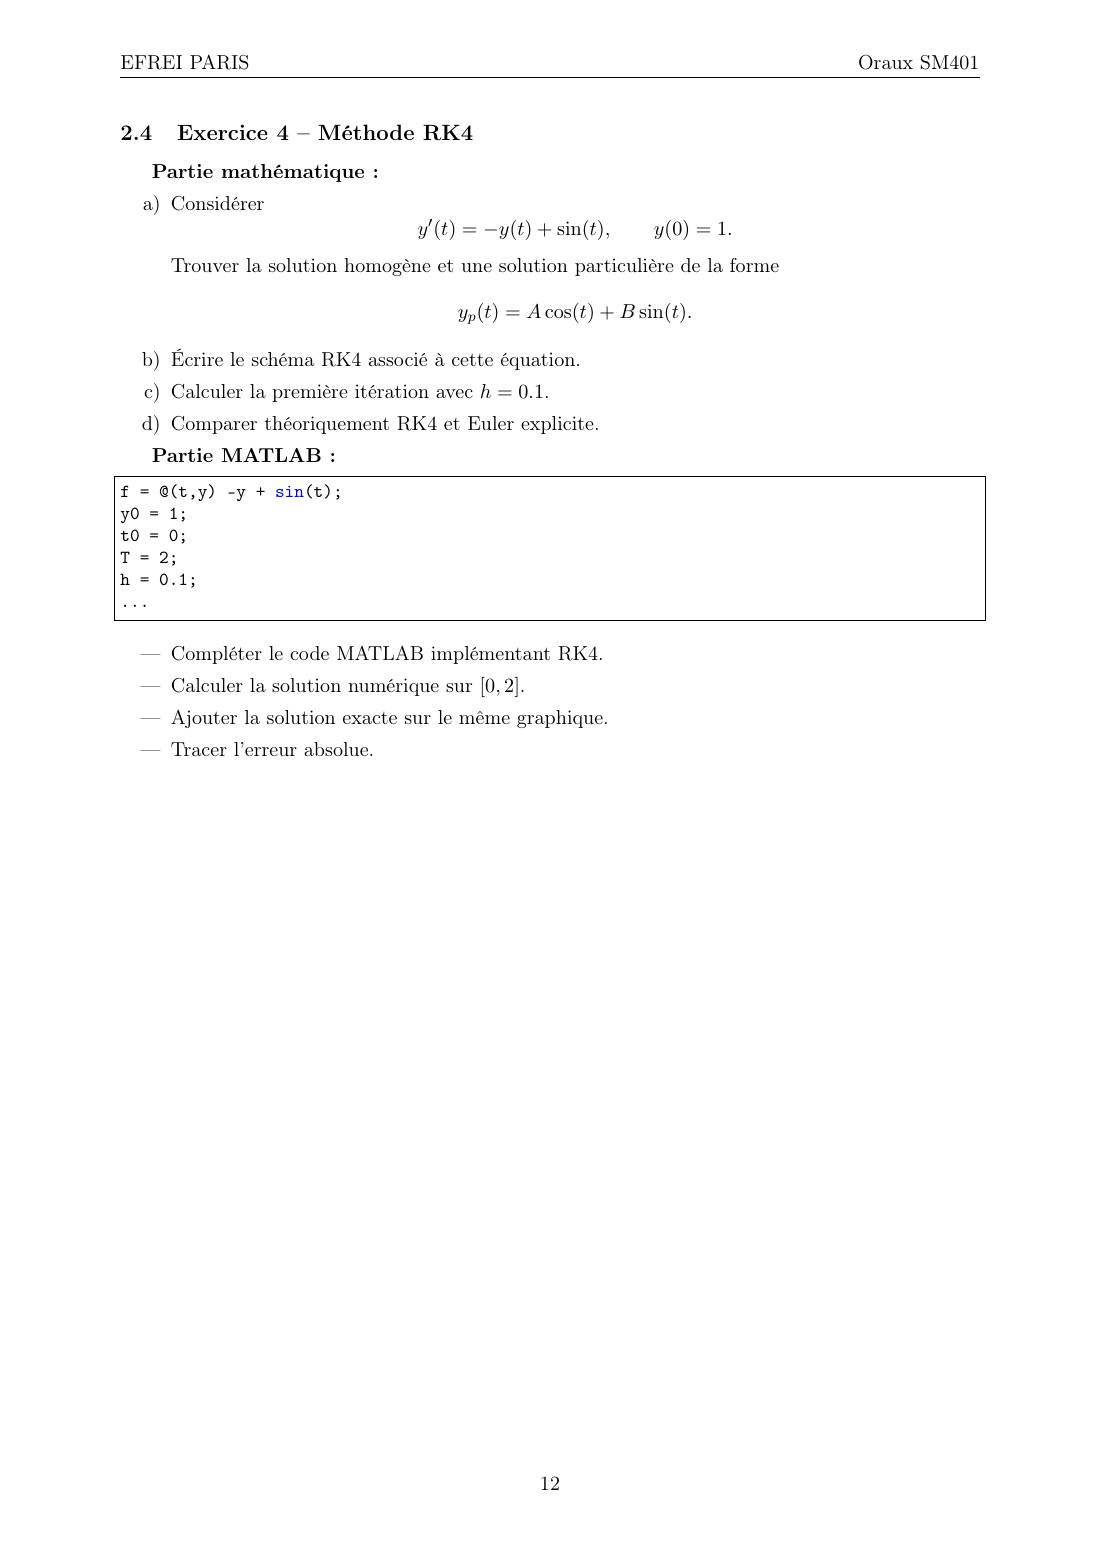 EFREI PARIS Oraux SM401
2.4 Exercice 4 – Méthode RK4
Partie mathématique :
a) Considérer
y′(t) = −y(t) + sin(t), y(0) = 1.
Trouver la solution homogène et une solution particulière de la forme
yₚ(t) = A cos(t) + B sin(t).
b) Écrire le schéma RK4 associé à cette équation.
c) Calculer la première itération avec h = 0.1.
d) Comparer théoriquement RK4 et Euler explicite.
Partie MATLAB :
f = @(t,y) -y + sin(t);
y0 = 1;
t0 = 0;
T = 2;
h = 0.1;
...
— Compléter le code MATLAB implémentant RK4.
— Calculer la solution numérique sur [0, 2].
— Ajouter la solution exacte sur le même graphique.
— Tracer l'erreur absolue.
12